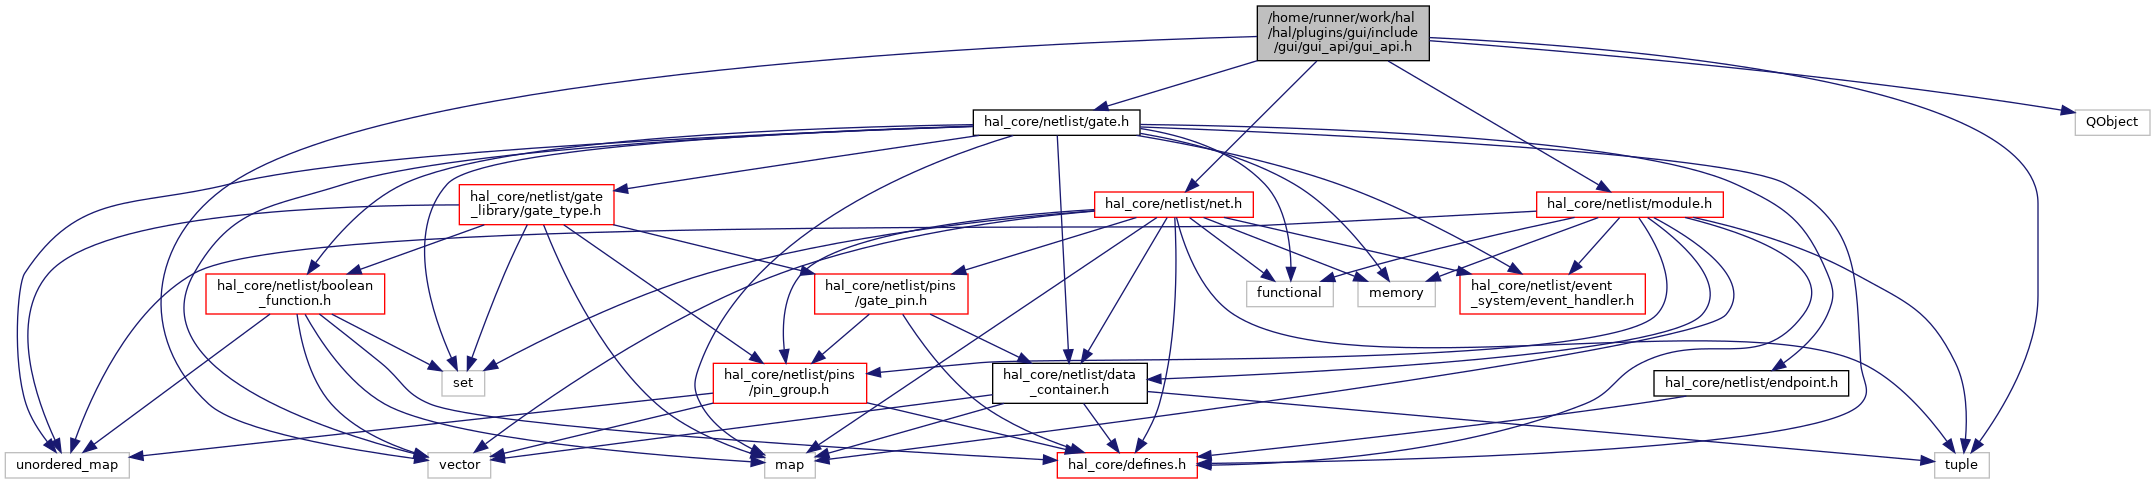 /home/runner/work/hal
/hal/plugins/gui/include
/gui/gui_api/gui_api.h
hal_core/netlist/gate.h
QObject
hal_core/netlist/gate
_library/gate_type.h
hal_core/netlist/net.h
hal_core/netlist/module.h
hal_core/netlist/boolean
_function.h
hal_core/netlist/pins
/gate_pin.h
functional
memory
hal_core/netlist/event
_system/event_handler.h
set
hal_core/netlist/pins
/pin_group.h
hal_core/netlist/data
_container.h
hal_core/netlist/endpoint.h
unordered_map
vector
map
hal_core/defines.h
tuple